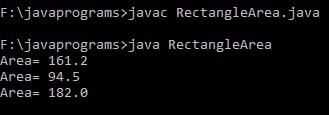 F:\javaprograms>javac RectangleArea.java
F:\javaprograms>java RectangleArea
Area= 161.2
Area= 94.5
Area= 182.0